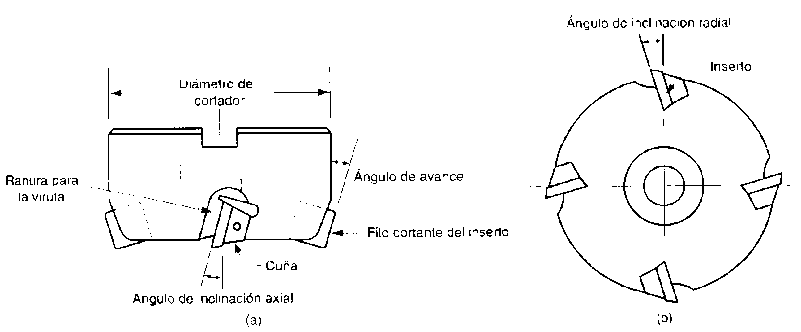 Diámetro de
cortador
Ranura para
la viruta
Ángulo de avance
Filo cortante del inserto
Cuña
Angulo de inclinación axial
(a)
Ángulo de inclinación radial
Inserto
(b)